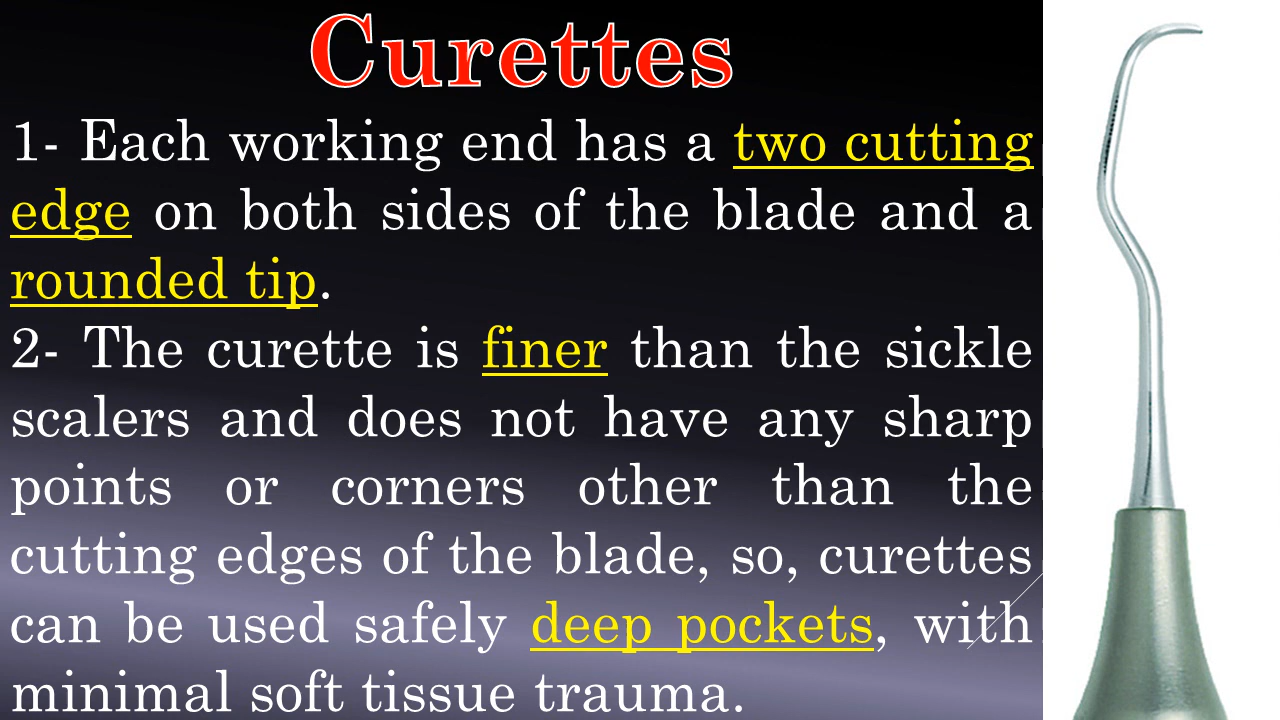 Curettes
1- Each working end has a two cutting
edge on both sides of the blade and a
rounded tip.
2- The curette is finer than the sickle
scalers and does not have any sharp
points or corners other than the
cutting edges of the blade, so, curettes
can be used safely deep pockets, with
minimal soft tissue trauma.